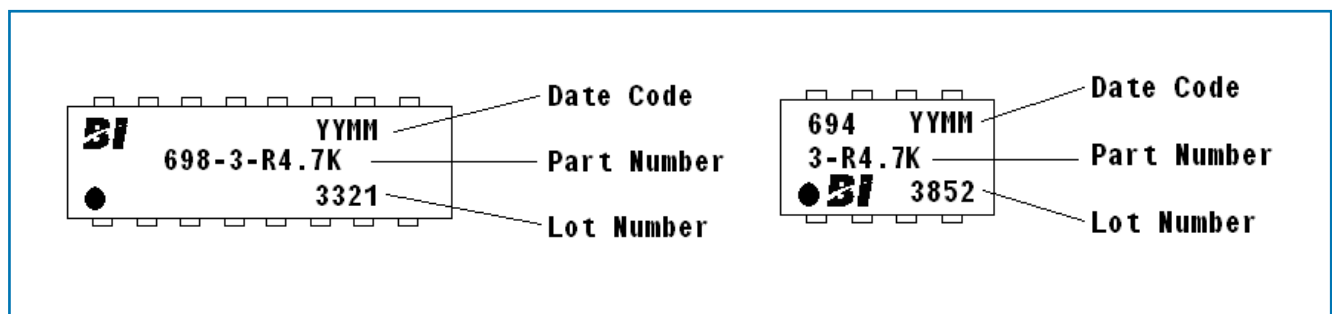 BI YYMM
698-3-R4.7K
3321
Date Code
Part Number
Lot Number
694 YYMM
3-R4.7K
BI 3852
Date Code
Part Number
Lot Number